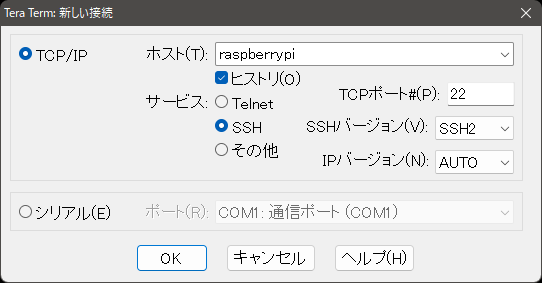 Tera Term: 新しい接続
TCP/IP
ホスト(T): raspberrypi
ヒストリ(O)
サービス: Telnet TCPポート#(P): 22
SSH SSHバージョン(V): SSH2
その他 IPバージョン(N): AUTO
シリアル(E) ポート(R): COM1: 通信ポート (COM1)
OK キャンセル ヘルプ(H)